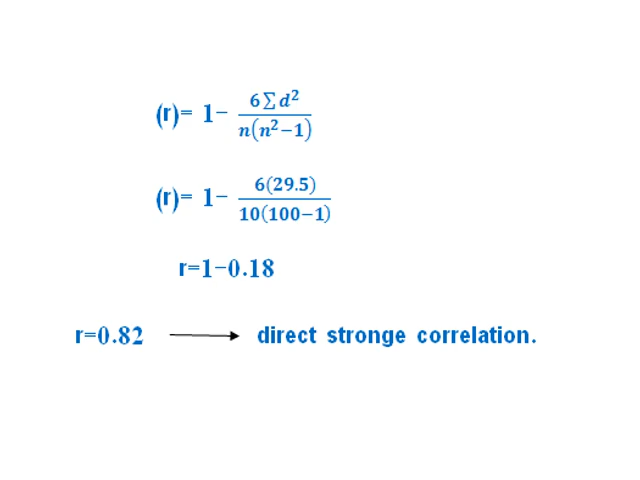 (r)= 1− 6∑d²/n(n²−1)
(r)= 1− 6(29.5)/10(100−1)
r=1−0.18
r=0.82 → direct stronge correlation.